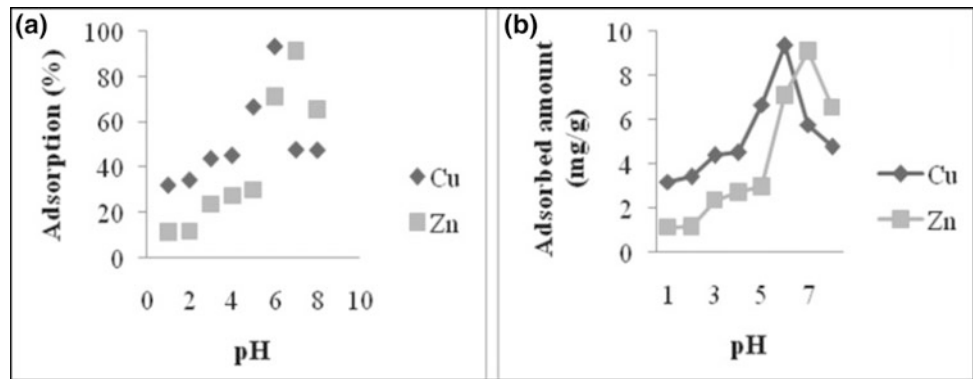 (a)
Adsorption (%)
100
80
60
40
20
0
0 2 4 6 8 10
pH
Cu
Zn
(b)
Adsorbed amount
(mg/g)
10
8
6
4
2
0
1 3 5 7
pH
Cu
Zn